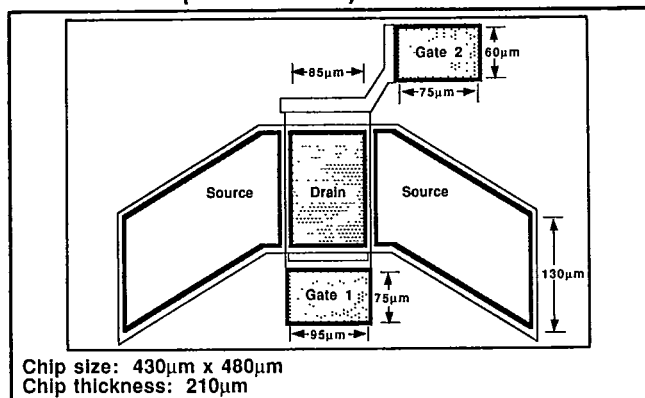 Gate 2
60µm
85µm
75µm
Source
Drain
Source
130µm
Gate 1
75µm
95µm
Chip size: 430µm x 480µm
Chip thickness: 210µm